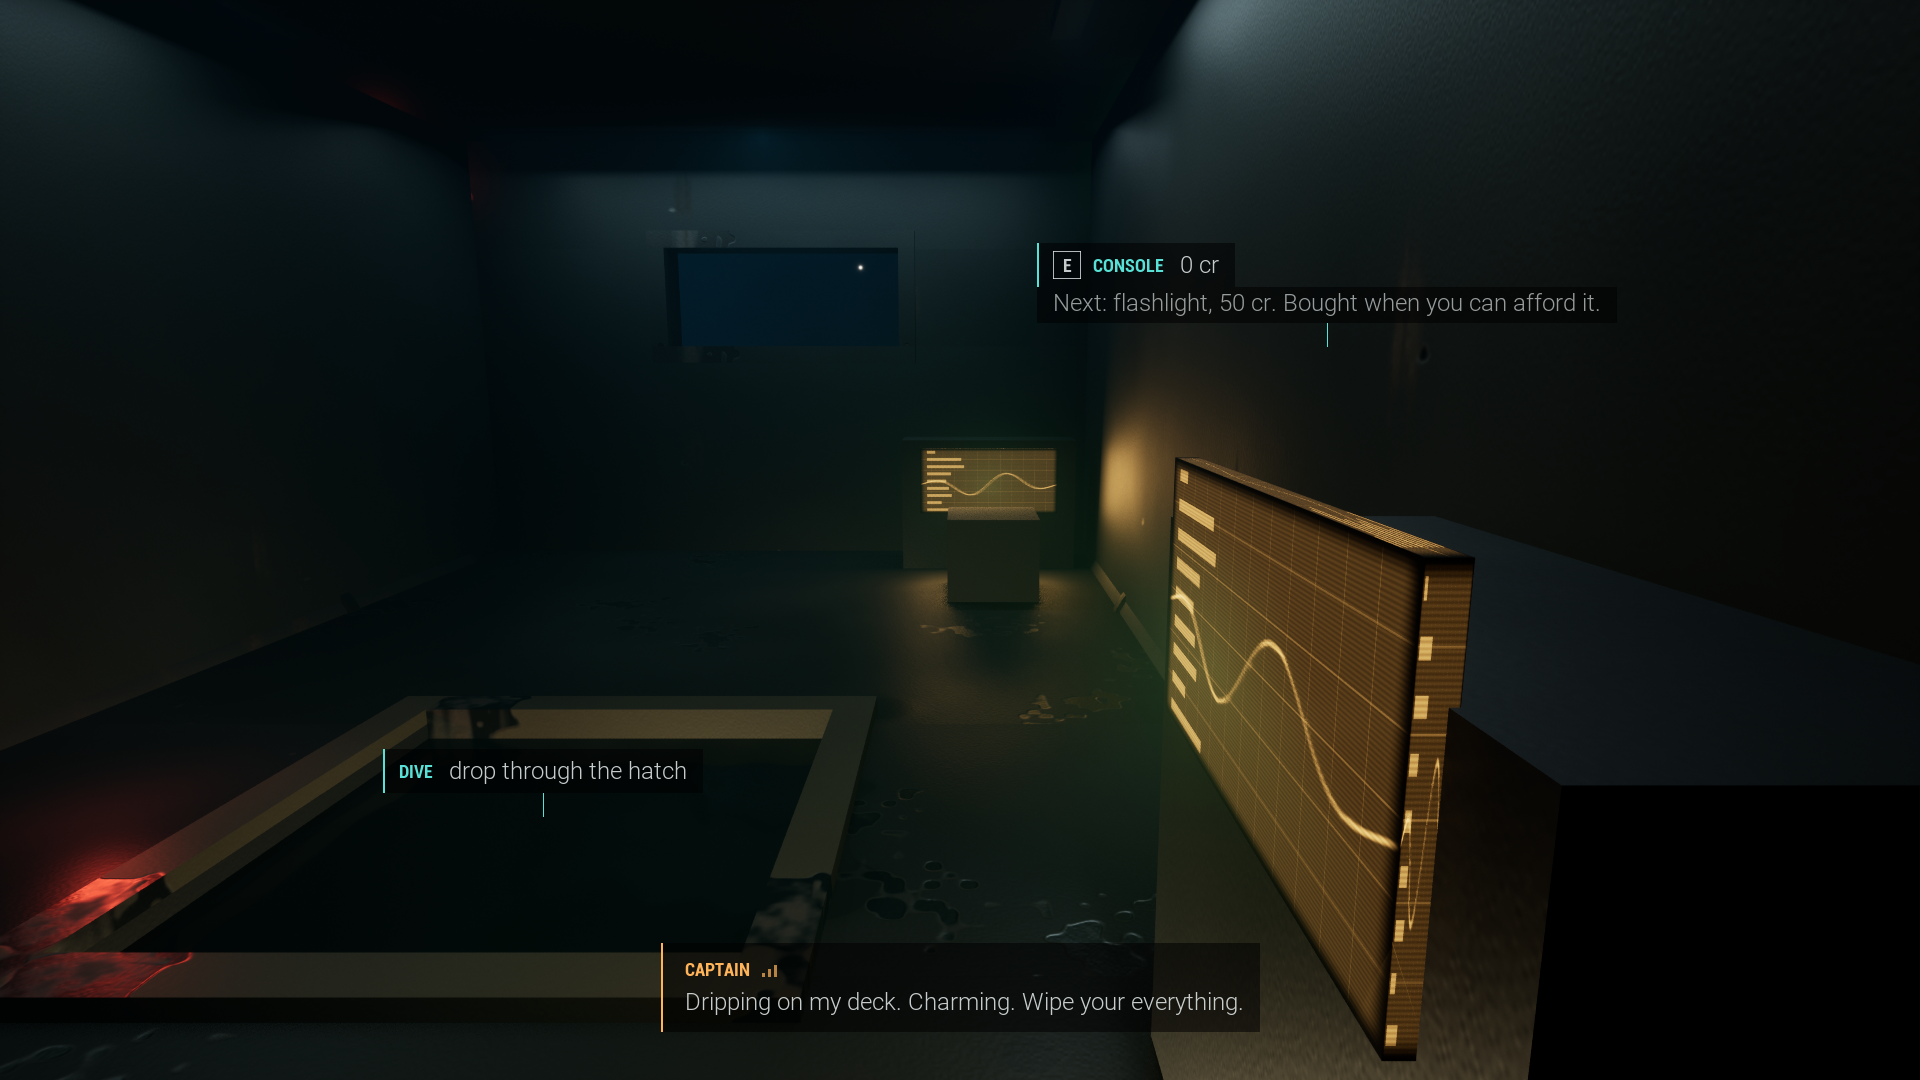 E CONSOLE 0 cr
Next: flashlight, 50 cr. Bought when you can afford it.
DIVE drop through the hatch
CAPTAIN
Dripping on my deck. Charming. Wipe your everything.